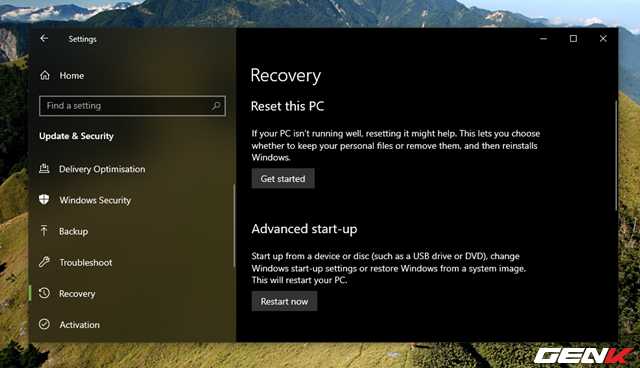 Settings
Home
Find a setting
Update & Security
Delivery Optimisation
Windows Security
Backup
Troubleshoot
Recovery
Activation
Recovery
Reset this PC
If your PC isn't running well, resetting it might help. This lets you choose
whether to keep your personal files or remove them, and then reinstalls
Windows.
Get started
Advanced start-up
Start up from a device or disc (such as a USB drive or DVD), change
Windows start-up settings or restore Windows from a system image.
This will restart your PC.
Restart now
GENK